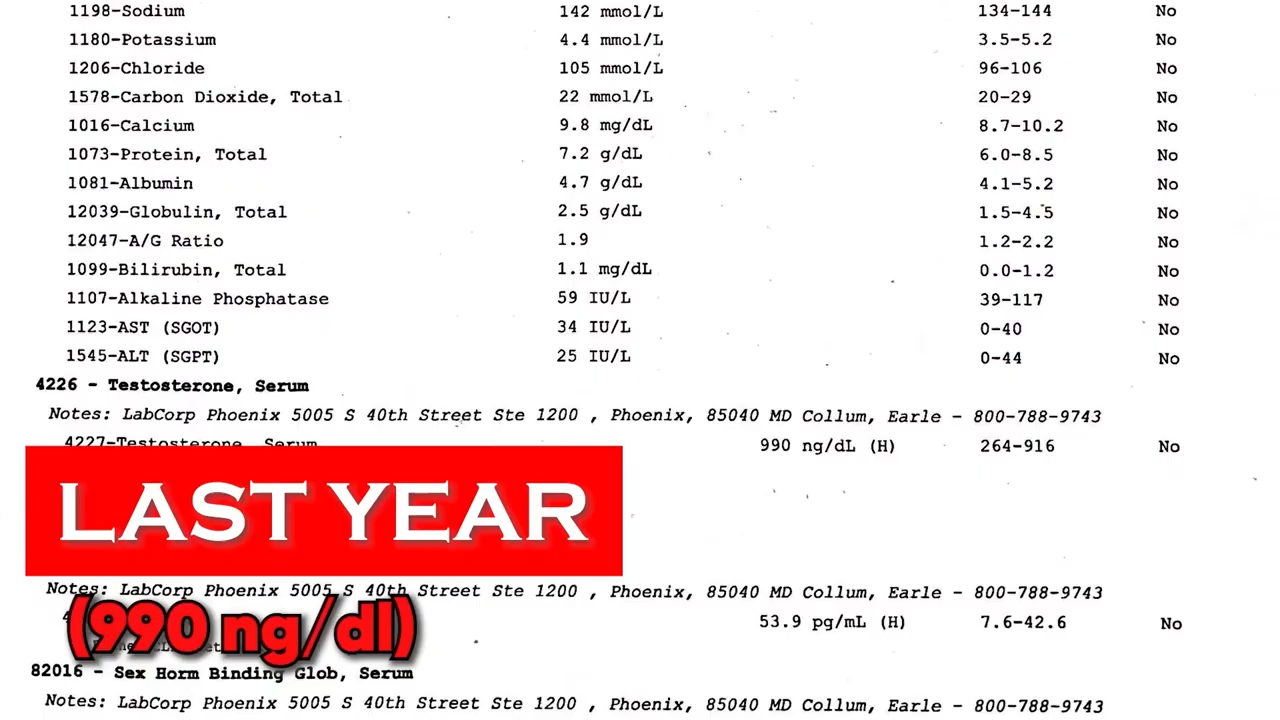 1198-Sodium 142 mmol/L 134-144 No
1180-Potassium 4.4 mmol/L 3.5-5.2 No
1206-Chloride 105 mmol/L 96-106 No
1578-Carbon Dioxide, Total 22 mmol/L 20-29 No
1016-Calcium 9.8 mg/dL 8.7-10.2 No
1073-Protein, Total 7.2 g/dL 6.0-8.5 No
1081-Albumin 4.7 g/dL 4.1-5.2 No
12039-Globulin, Total 2.5 g/dL 1.5-4.5 No
12047-A/G Ratio 1.9 1.2-2.2 No
1099-Bilirubin, Total 1.1 mg/dL 0.0-1.2 No
1107-Alkaline Phosphatase 59 IU/L 39-117 No
1123-AST (SGOT) 34 IU/L 0-40 No
1545-ALT (SGPT) 25 IU/L 0-44 No
4226 - Testosterone, Serum
Notes: LabCorp Phoenix 5005 S 40th Street Ste 1200 , Phoenix, 85040 MD Collum, Earle - 800-788-9743
4227-Testosterone, Serum 990 ng/dL (H) 264-916 No
LAST YEAR
Notes: LabCorp Phoenix 5005 S 40th Street Ste 1200 , Phoenix, 85040 MD Collum, Earle - 800-788-9743
53.9 pg/mL (H) 7.6-42.6 No
(990 ng/dl)
82016 - Sex Horm Binding Glob, Serum
Notes: LabCorp Phoenix 5005 S 40th Street Ste 1200 , Phoenix, 85040 MD Collum, Earle - 800-788-9743